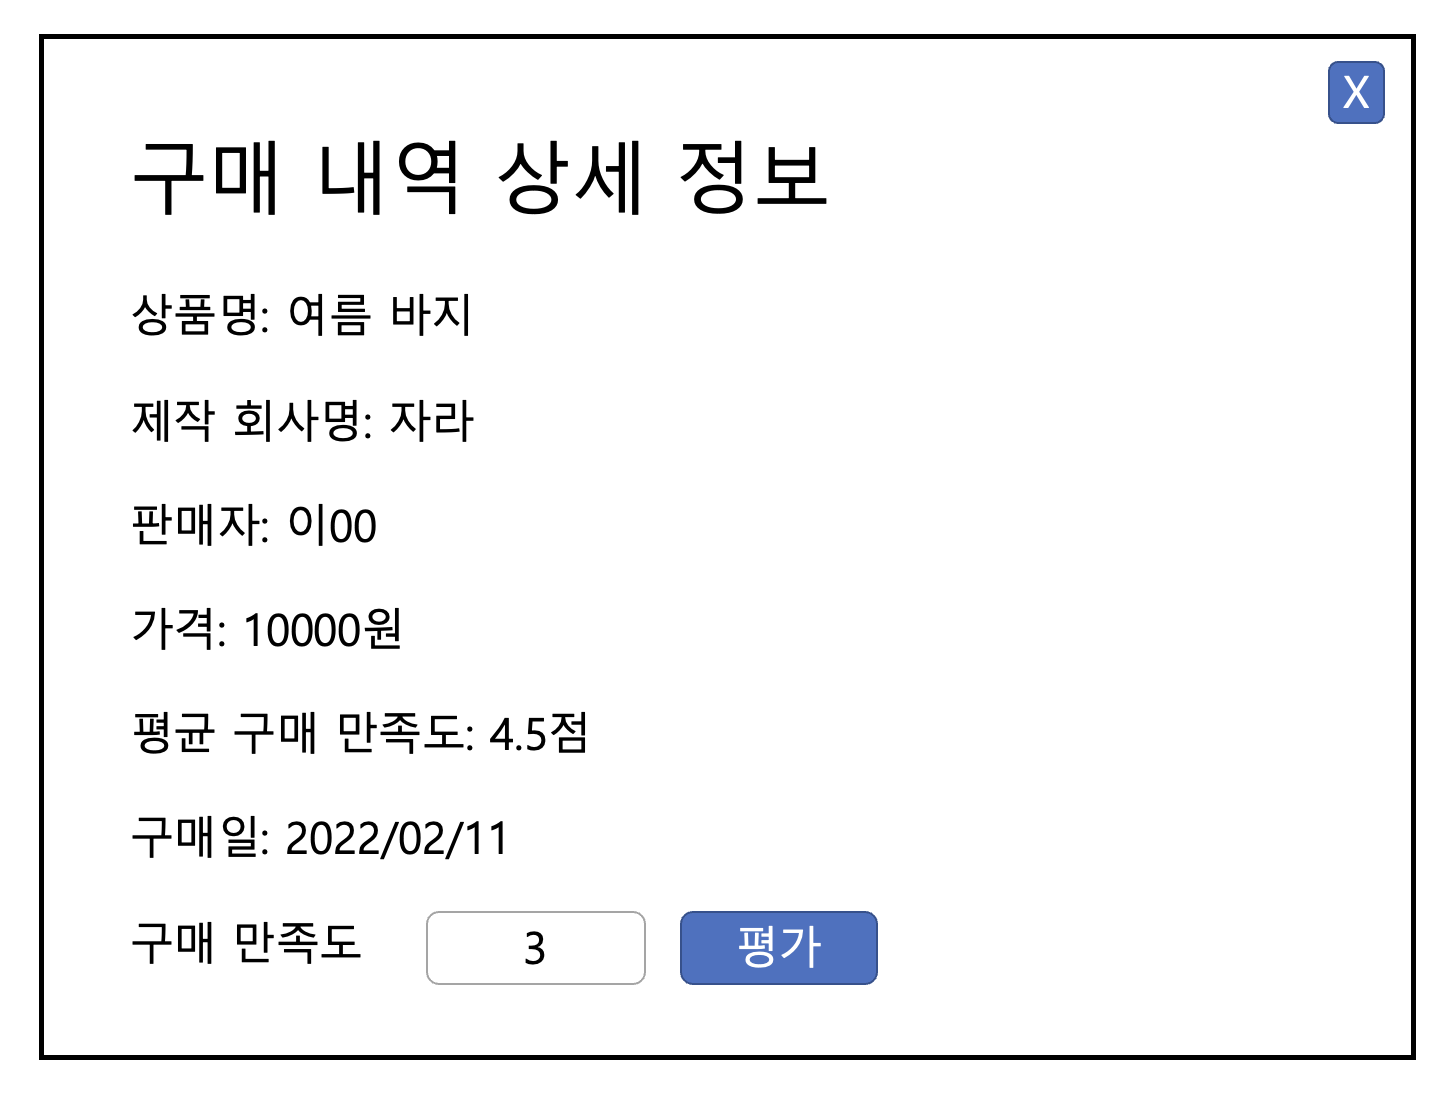 X
구매 내역 상세 정보
상품명: 여름 바지
제작 회사명: 자라
판매자: 이00
가격: 10000원
평균 구매 만족도: 4.5점
구매일: 2022/02/11
구매 만족도 3 평가